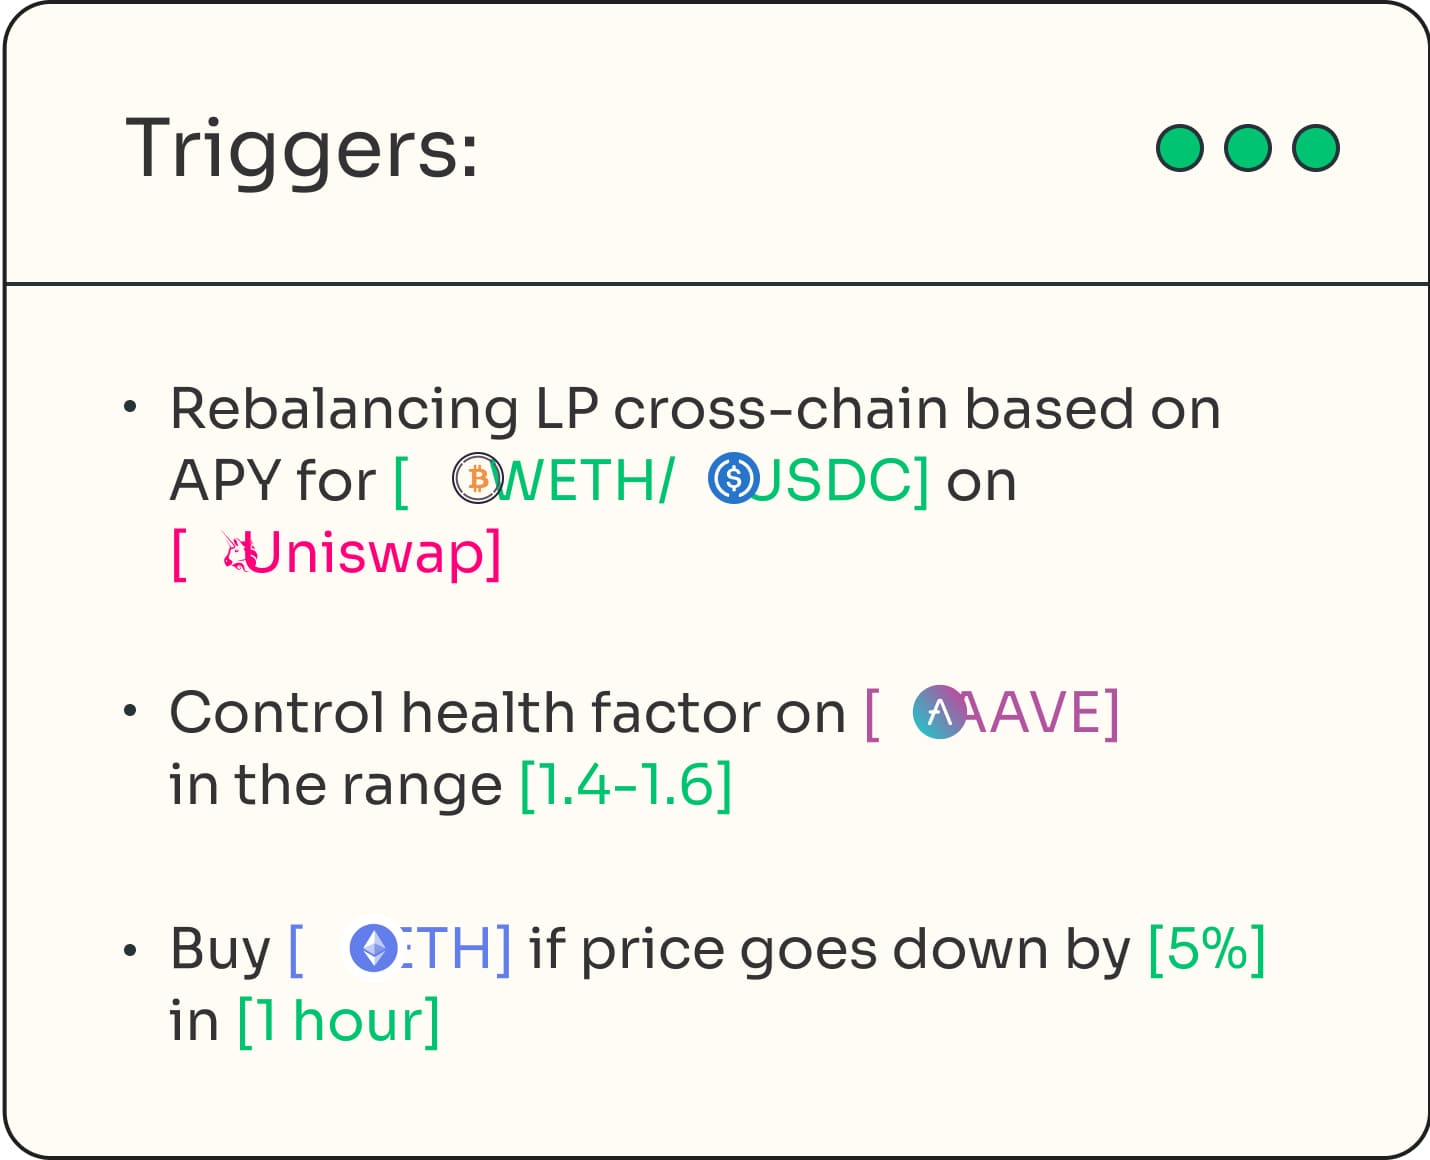 Triggers:
• Rebalancing LP cross-chain based on
APY for [ WETH/ USDC] on
[ Uniswap]
• Control health factor on [ AAVE]
in the range [1.4-1.6]
• Buy [ ETH] if price goes down by [5%]
in [1 hour]